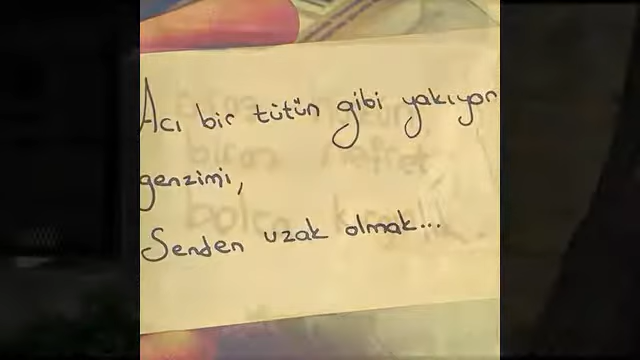 Acı bir tütün gibi yakıyor
genzimi,
Senden uzak olmak...